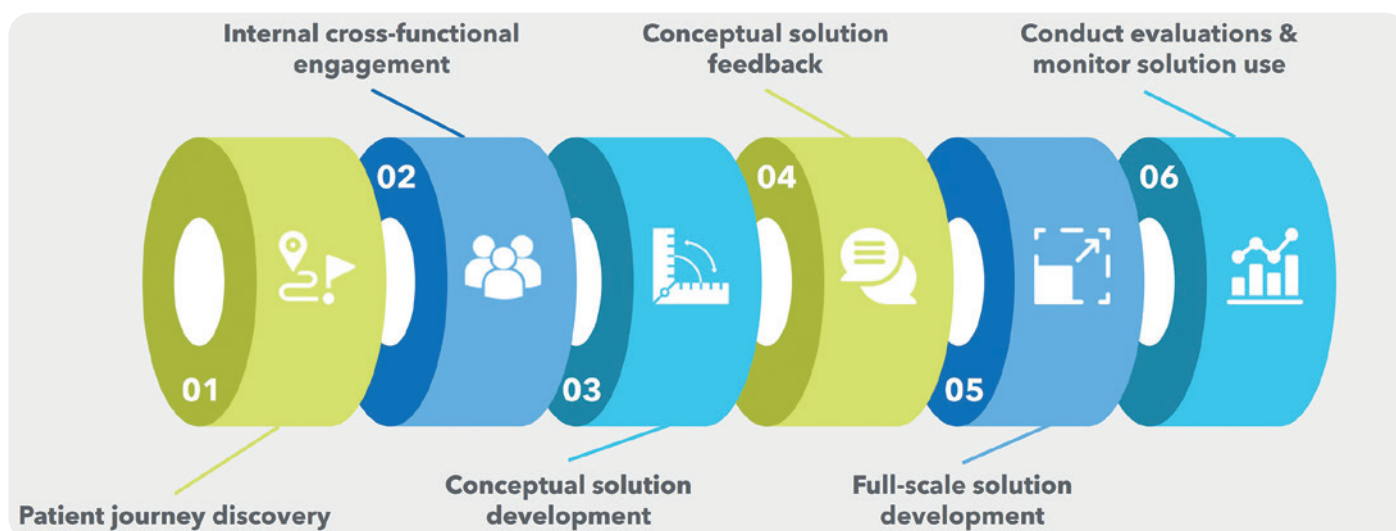 Internal cross-functional
engagement
Conceptual solution
feedback
Conduct evaluations &
monitor solution use
02
04
06
01
03
05
Patient journey discovery
Conceptual solution
development
Full-scale solution
development